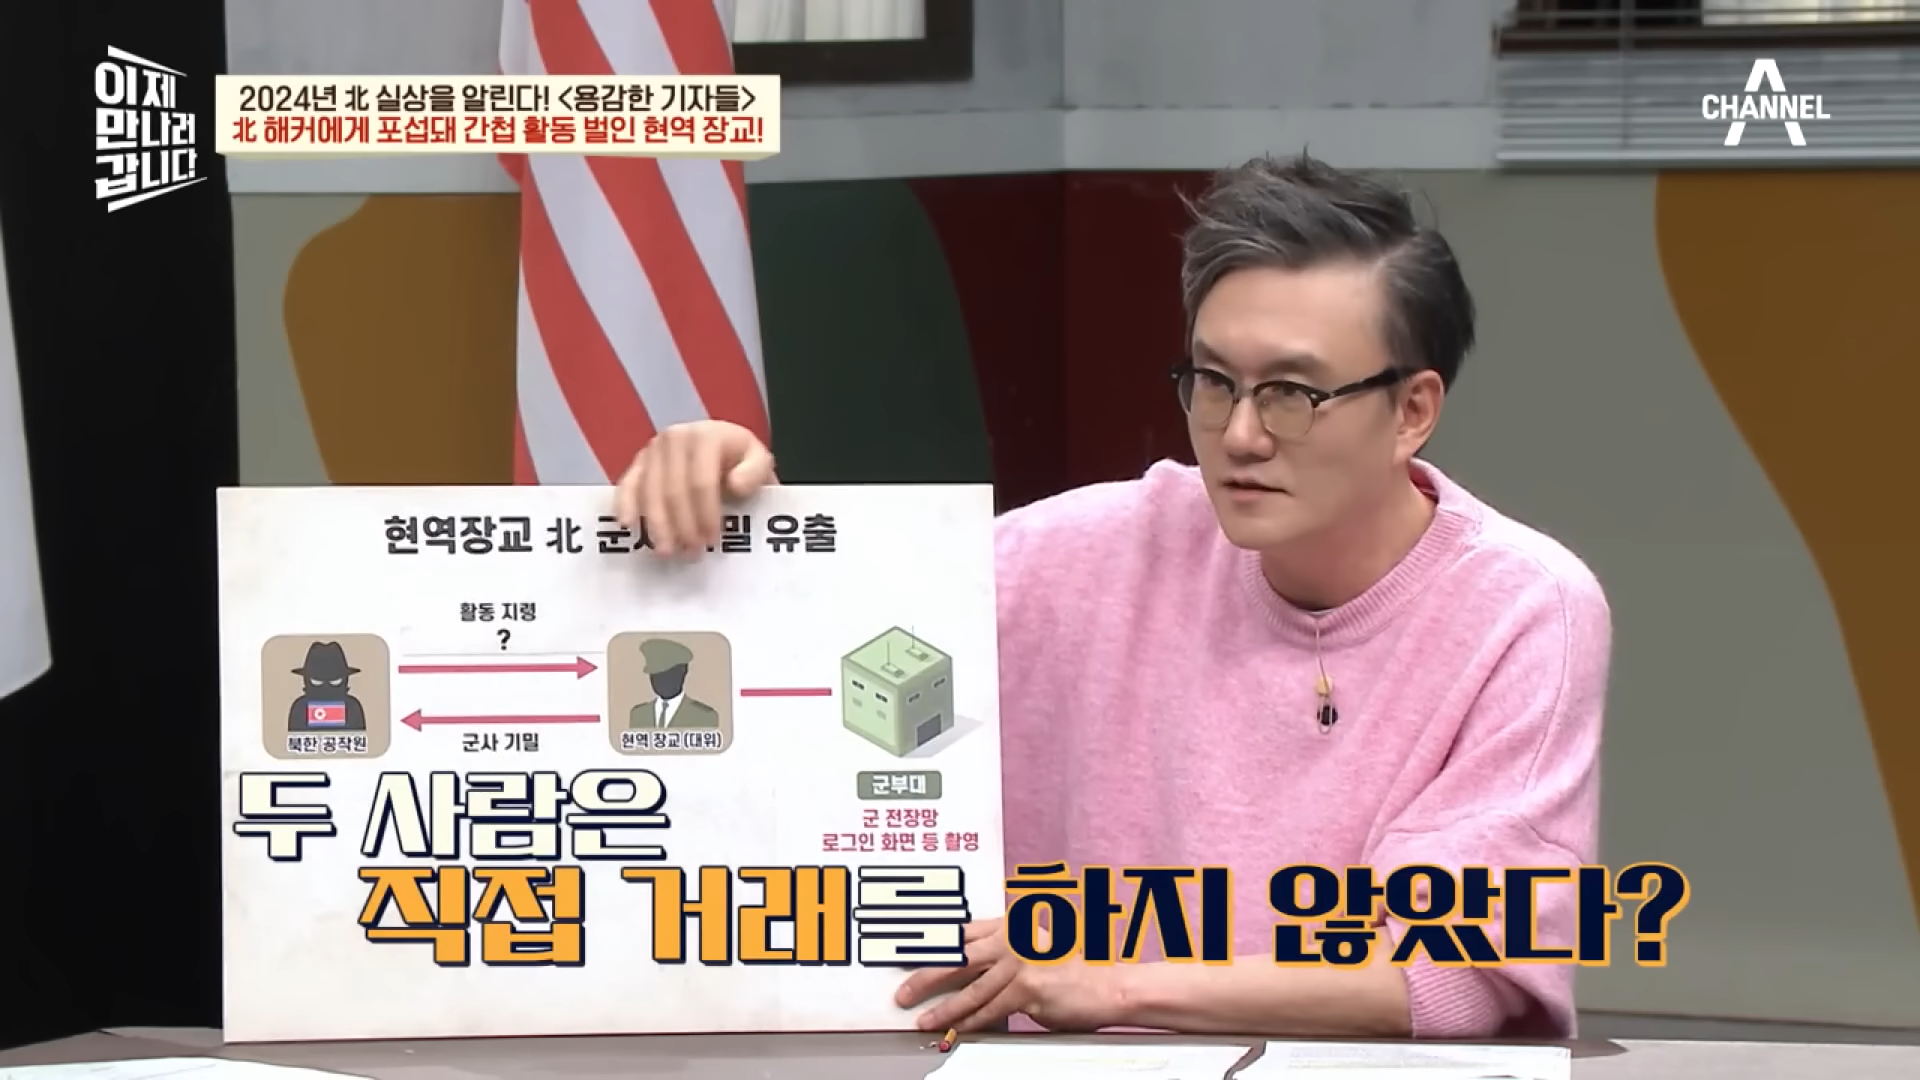 이제
만나러
갑니다
2024년 北 실상을 알린다! <용감한 기자들>
北 해커에게 포섭돼 간첩 활동 벌인 현역 장교!
CHANNEL A
현역장교 北 군사 밀 유출
활동 지령
?
북한 공작원
군사 기밀
현역 장교(대위)
군부대
군 전장망
로그인 화면 등 촬영
두 사람은
직접 거래를 하지 않았다?